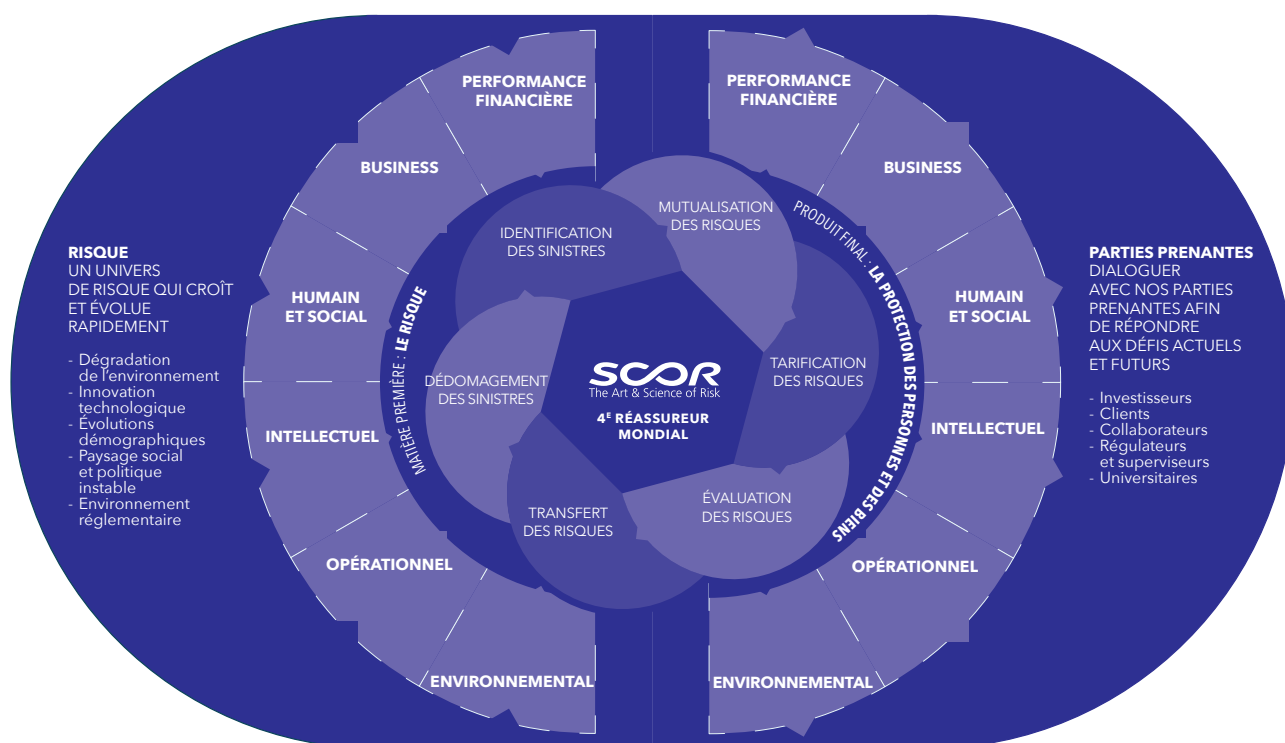 RISQUE
UN UNIVERS
DE RISQUE QUI CROÎT
ET ÉVOLUE
RAPIDEMENT
- Dégradation
de l'environnement
- Innovation
technologique
- Évolutions
démographiques
- Paysage social
et politique
instable
- Environnement
réglementaire
PERFORMANCE
FINANCIÈRE
BUSINESS
HUMAIN
ET SOCIAL
INTELLECTUEL
OPÉRATIONNEL
ENVIRONNEMENTAL
MATIÈRE PREMIÈRE : LE RISQUE
IDENTIFICATION
DES SINISTRES
MUTUALISATION
DES RISQUES
TARIFICATION
DES RISQUES
ÉVALUATION
DES RISQUES
TRANSFERT
DES RISQUES
DÉDOMAGEMENT
DES SINISTRES
SCOR
The Art & Science of Risk
4E RÉASSUREUR
MONDIAL
PRODUIT FINAL : LA PROTECTION DES PERSONNES ET DES BIENS
PERFORMANCE
FINANCIÈRE
BUSINESS
HUMAIN
ET SOCIAL
INTELLECTUEL
OPÉRATIONNEL
ENVIRONNEMENTAL
PARTIES PRENANTES
DIALOGUER
AVEC NOS PARTIES
PRENANTES AFIN
DE RÉPONDRE
AUX DÉFIS ACTUELS
ET FUTURS
- Investisseurs
- Clients
- Collaborateurs
- Régulateurs
et superviseurs
- Universitaires